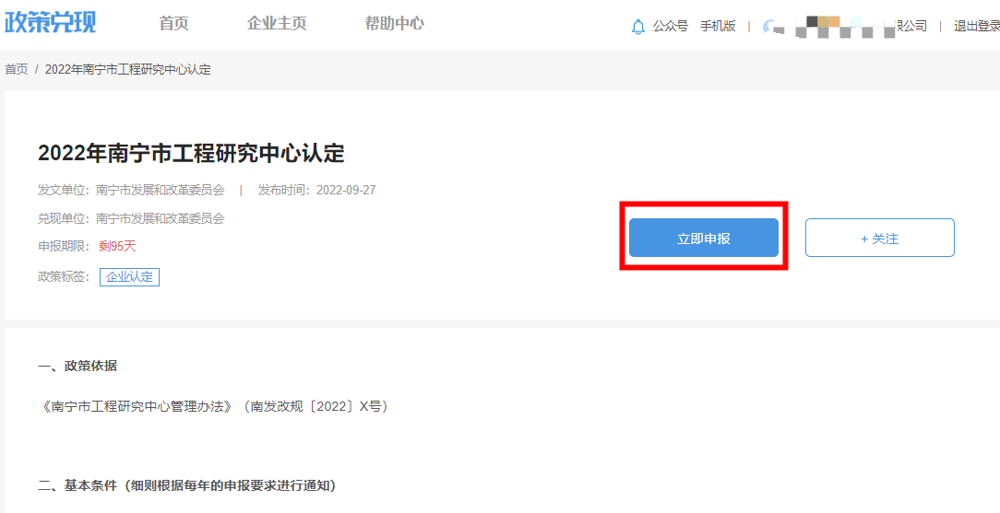 政策兑现 首页 企业主页 帮助中心 公众号 手机版 | 限公司 | 退出登录
首页 / 2022年南宁市工程研究中心认定
2022年南宁市工程研究中心认定
发文单位：南宁市发展和改革委员会 | 发布时间：2022-09-27
兑现单位：南宁市发展和改革委员会
申报期限：剩95天
政策标签：企业认定
立即申报
+ 关注
一、政策依据
《南宁市工程研究中心管理办法》（南发改规〔2022〕X号）
二、基本条件（细则根据每年的申报要求进行通知）